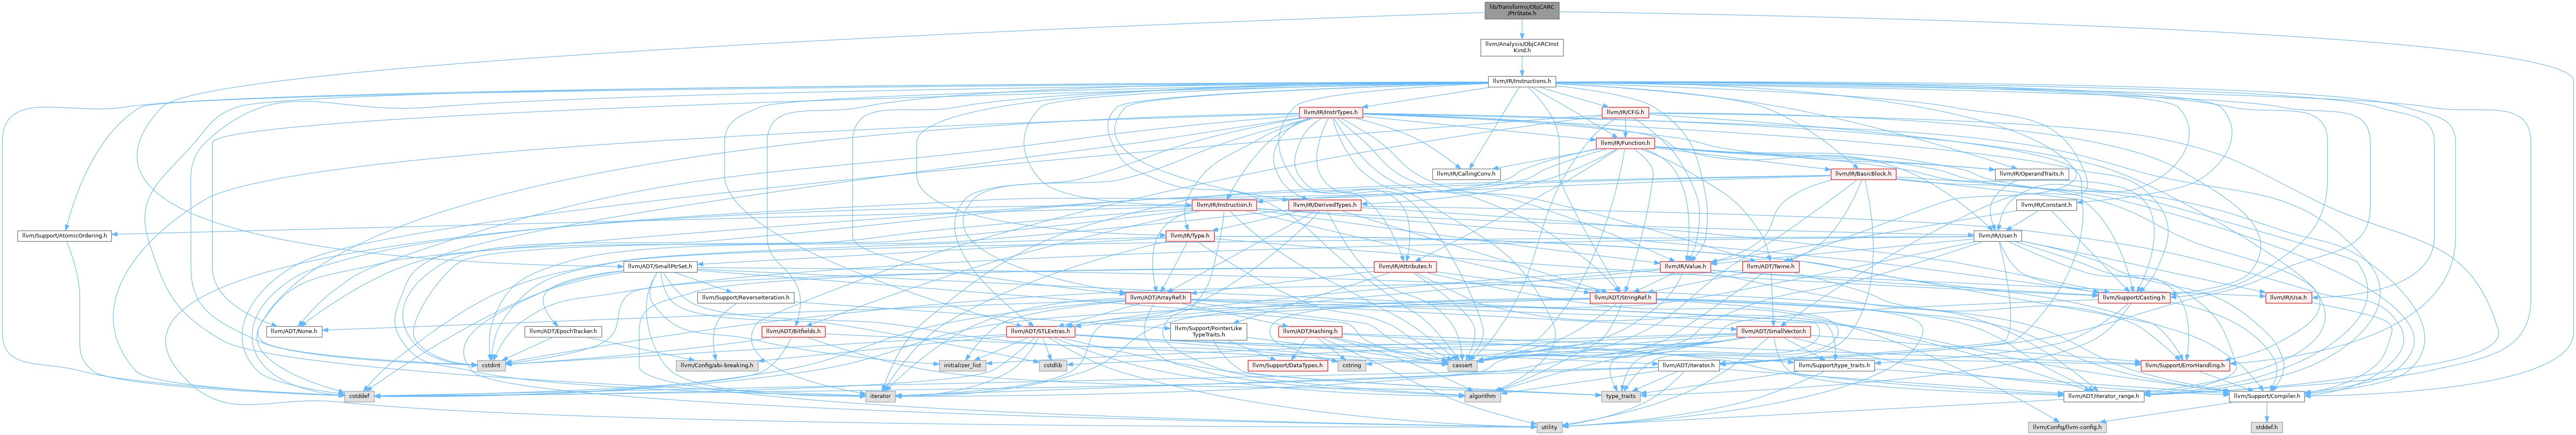 lib/Transforms/ObjCARC
/PtrState.h
llvm/Analysis/ObjCARCInst
Kind.h
llvm/IR/Instructions.h
llvm/IR/InstrTypes.h
llvm/IR/CFG.h
llvm/IR/Function.h
llvm/IR/CallingConv.h
llvm/IR/BasicBlock.h
llvm/IR/OperandTraits.h
llvm/IR/Instruction.h
llvm/IR/DerivedTypes.h
llvm/IR/Constant.h
llvm/Support/AtomicOrdering.h
llvm/IR/Type.h
llvm/IR/User.h
llvm/ADT/SmallPtrSet.h
llvm/IR/Attributes.h
llvm/IR/Value.h
llvm/ADT/Twine.h
llvm/Support/ReverseIteration.h
llvm/ADT/ArrayRef.h
llvm/ADT/StringRef.h
llvm/Support/Casting.h
llvm/IR/Use.h
llvm/ADT/None.h
llvm/ADT/EpochTracker.h
llvm/ADT/Bitfields.h
llvm/ADT/STLExtras.h
llvm/Support/PointerLike
TypeTraits.h
llvm/ADT/Hashing.h
llvm/ADT/SmallVector.h
cstdint
llvm/Config/abi-breaking.h
initializer_list
cstdlib
llvm/Support/DataTypes.h
cstring
cassert
llvm/ADT/iterator.h
llvm/Support/type_traits.h
llvm/Support/ErrorHandling.h
cstddef
iterator
algorithm
type_traits
llvm/ADT/iterator_range.h
llvm/Support/Compiler.h
utility
llvm/Config/llvm-config.h
stddef.h